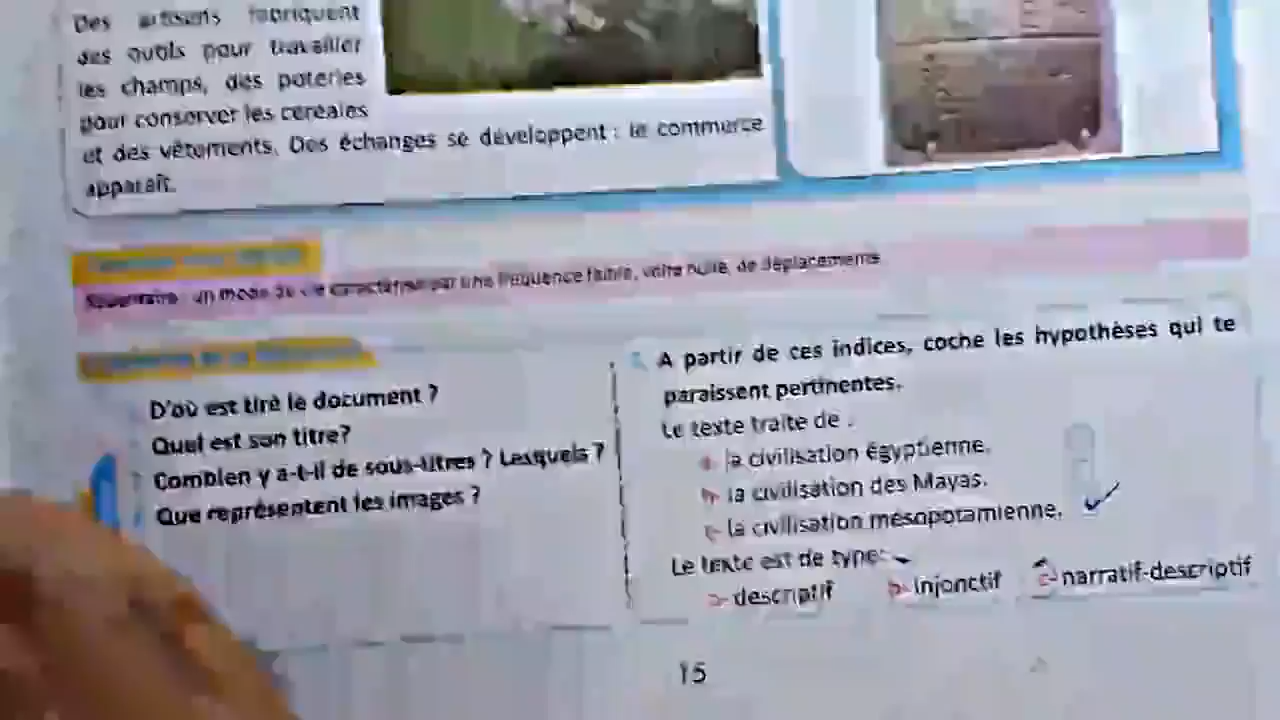 Des artisans fabriquent
des outils pour travailler
les champs, des poteries
pour conserver les céréales
et des vêtements. Des échanges se développent : le commerce
apparaît.
un mode de vie caractérisé par une fréquence faible, voire nulle, de déplacements
D'où est tiré le document ?
Quel est son titre?
Combien y a-t-il de sous-titres ? Lesquels ?
Que représentent les images ?
A partir de ces indices, coche les hypothèses qui te
paraissent pertinentes.
Le texte traite de :
a- la civilisation égyptienne.
b- la civilisation des Mayas.
c- la civilisation mésopotamienne.
Le texte est de type:
a- descriptif b- injonctif c- narratif-descriptif
15